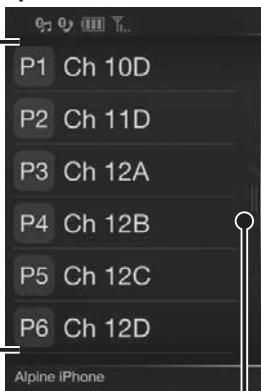 P1 Ch 10D
P2 Ch 11D
P3 Ch 12A
P4 Ch 12B
P5 Ch 12C
P6 Ch 12D
Alpine iPhone